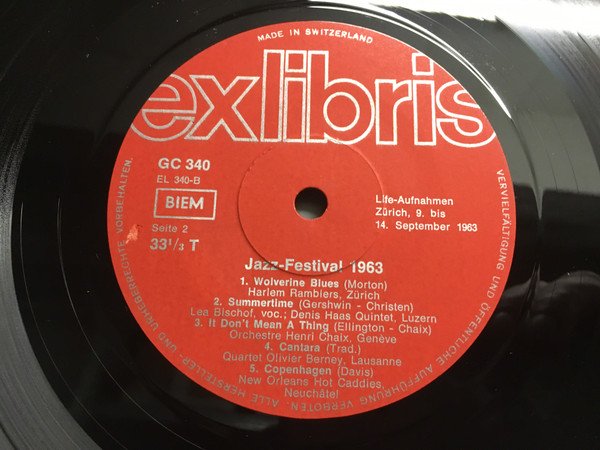 MADE IN SWITZERLAND
exlibris
GC 340
EL 340-B
BIEM
Seite 2
33 1/3 T
Life-Aufnahmen
Zürich, 9. bis
14. September 1963
Jazz-Festival 1963
1. Wolverine Blues (Morton)
Harlem Ramblers, Zürich
2. Summertime (Gershwin - Christen)
Lea Bischof, voc.; Denis Haas Quintet, Luzern
3. It Don't Mean A Thing (Ellington - Chaix)
Orchestre Henri Chaix, Genève
4. Cantara (Trad.)
Quartet Olivier Berney, Lausanne
5. Copenhagen (Davis)
New Orleans Hot Caddies,
Neuchâtel
ALLE HERSTELLER- UND URHEBERRECHTE VORBEHALTEN.
VERVIELFÄLTIGUNG UND ÖFFENTLICHE AUFFÜHRUNG VERBOTEN.